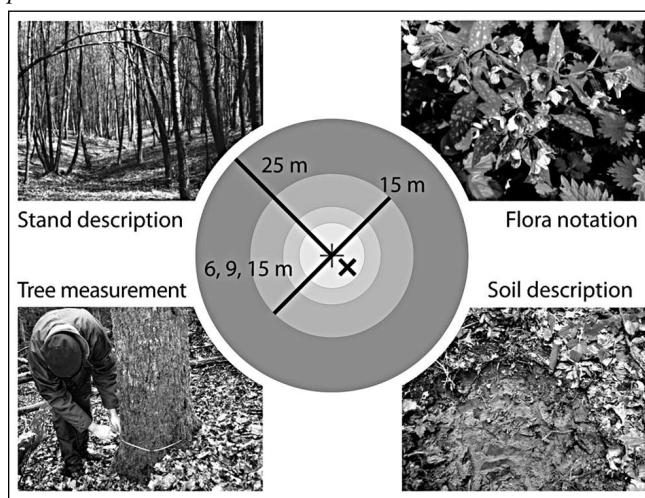 25 m
15 m
Stand description
Flora notation
6, 9, 15 m
Tree measurement
Soil description